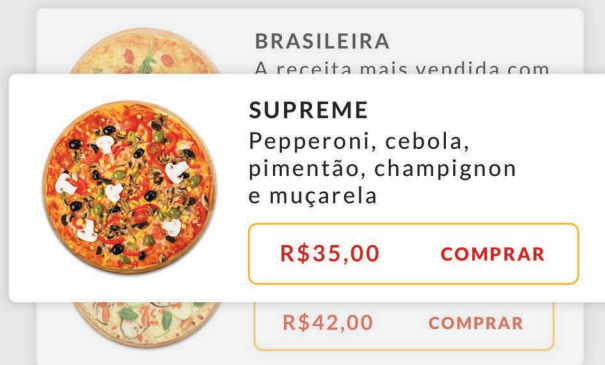 BRASILEIRA
A receita mais vendida com
SUPREME
Pepperoni, cebola,
pimentão, champignon
e muçarela
R$35,00 COMPRAR
R$42,00 COMPRAR